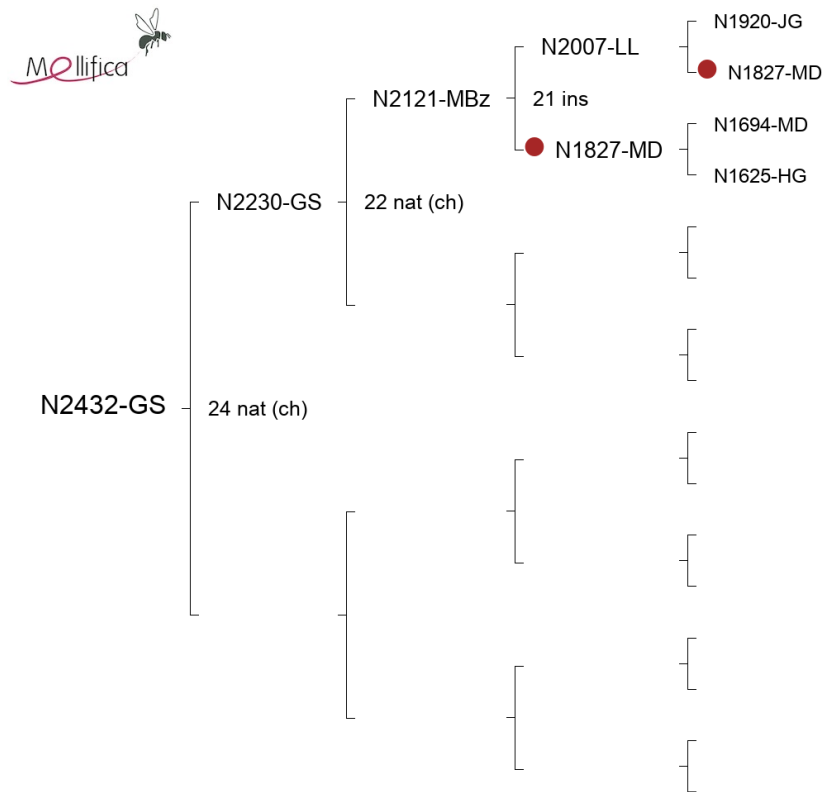 Mellifica
N1920-JG
N2007-LL
N1827-MD
N2121-MBz
21 ins
N1694-MD
N1827-MD
N1625-HG
N2230-GS
22 nat (ch)
N2432-GS
24 nat (ch)